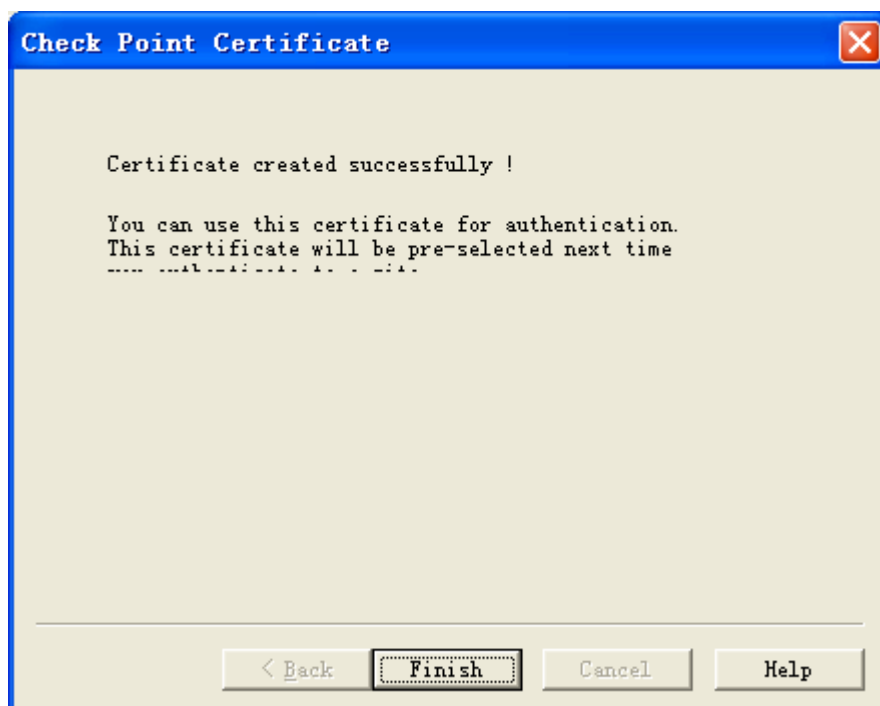 Check Point Certificate
Certificate created successfully !
You can use this certificate for authentication.
This certificate will be pre-selected next time
< Back
Finish
Cancel
Help